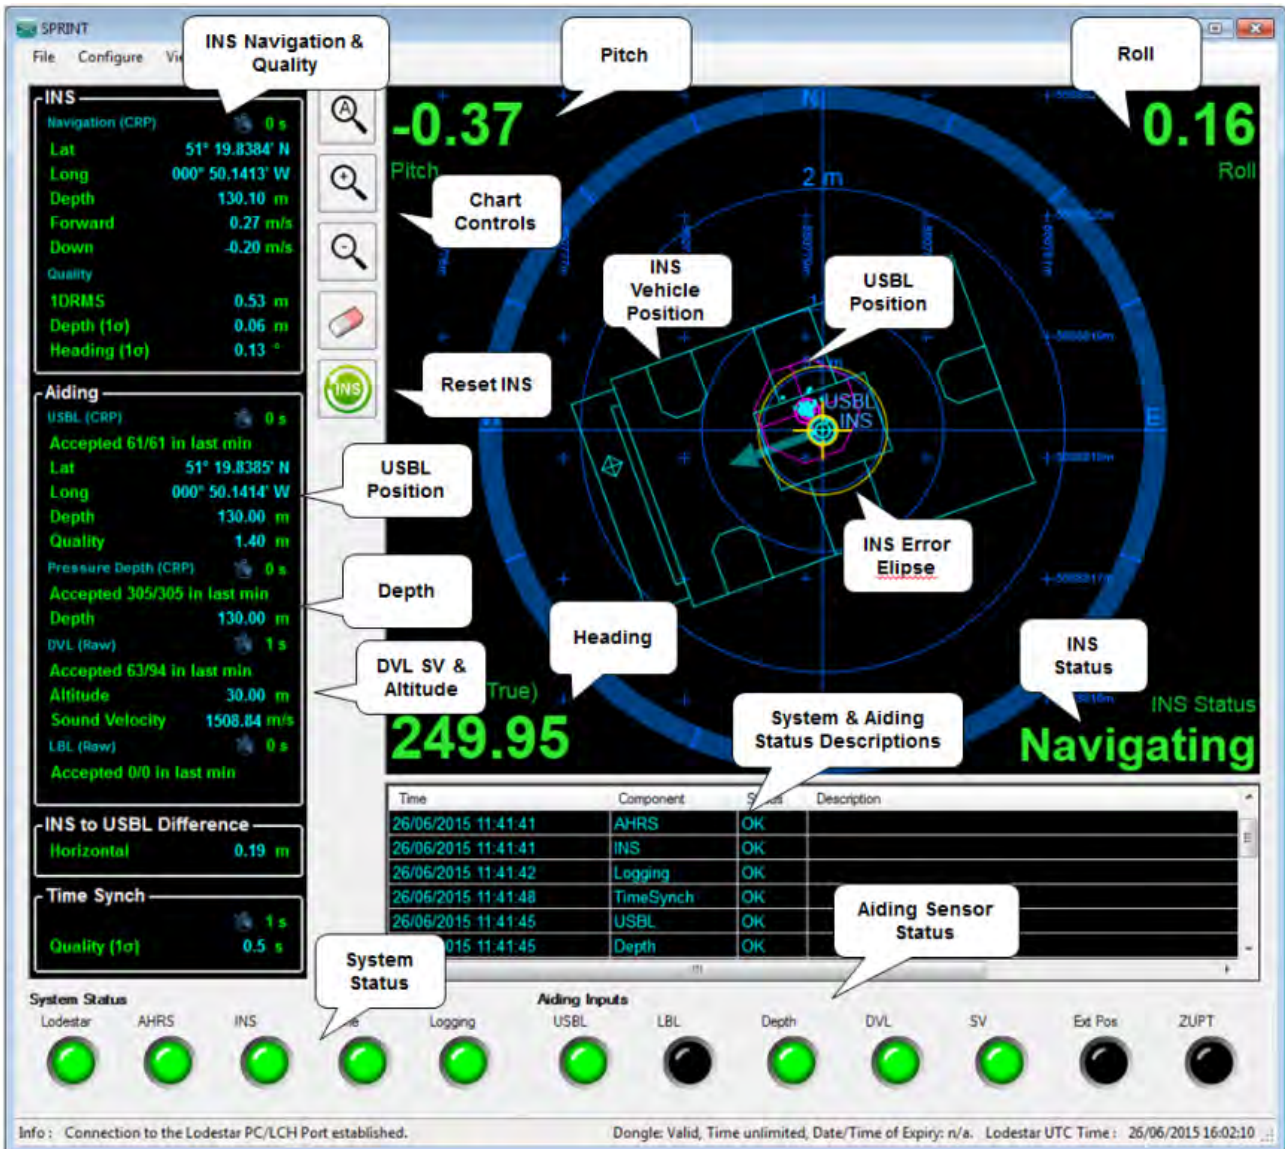 SPRINT
File Configure
INS Navigation &
Quality
Pitch
Roll
INS
Navigation (CRP) 0 s
Lat 51° 19.8384' N
Long 000° 50.1413' W
Depth 130.10 m
Forward 0.27 m/s
Down -0.20 m/s
Quality
1DRMS 0.53 m
Depth (1σ) 0.06 m
Heading (1σ) 0.13 °
Aiding
USBL (CRP) 0 s
Accepted 61/61 in last min
Lat 51° 19.8385' N
Long 000° 50.1414' W
Depth 130.00 m
Quality 1.40 m
Pressure Depth (CRP) 0 s
Accepted 305/305 in last min
Depth 130.00 m
DVL (Raw) 1 s
Accepted 63/94 in last min
Altitude 30.00 m
Sound Velocity 1508.84 m/s
LBL (Raw) 0 s
Accepted 0/0 in last min
INS to USBL Difference
Horizontal 0.19 m
Time Synch
1 s
Quality (1σ) 0.5 s
A
INS
Chart
Controls
Reset INS
USBL
Position
Depth
DVL SV &
Altitude
System
Status
-0.37
Pitch
0.16
Roll
N
2 m
E
INS
Vehicle
Position
USBL
Position
USBL
INS
INS Error
Elipse
Heading
INS
Status
True)
249.95
INS Status
Navigating
System & Aiding
Status Descriptions
Time Component Description
26/06/2015 11:41:41 AHRS OK
26/06/2015 11:41:41 INS OK
26/06/2015 11:41:42 Logging OK
26/06/2015 11:41:48 TimeSynch OK
26/06/2015 11:41:45 USBL OK
2015 11:41:45 Depth OK
Aiding Sensor
Status
System Status Aiding Inputs
Lodestar AHRS INS Logging USBL LBL Depth DVL SV Ext Pos ZUPT
Info : Connection to the Lodestar PC/LCH Port established. Dongle: Valid, Time unlimited, Date/Time of Expiry: n/a. Lodestar UTC Time : 26/06/2015 16:02:10